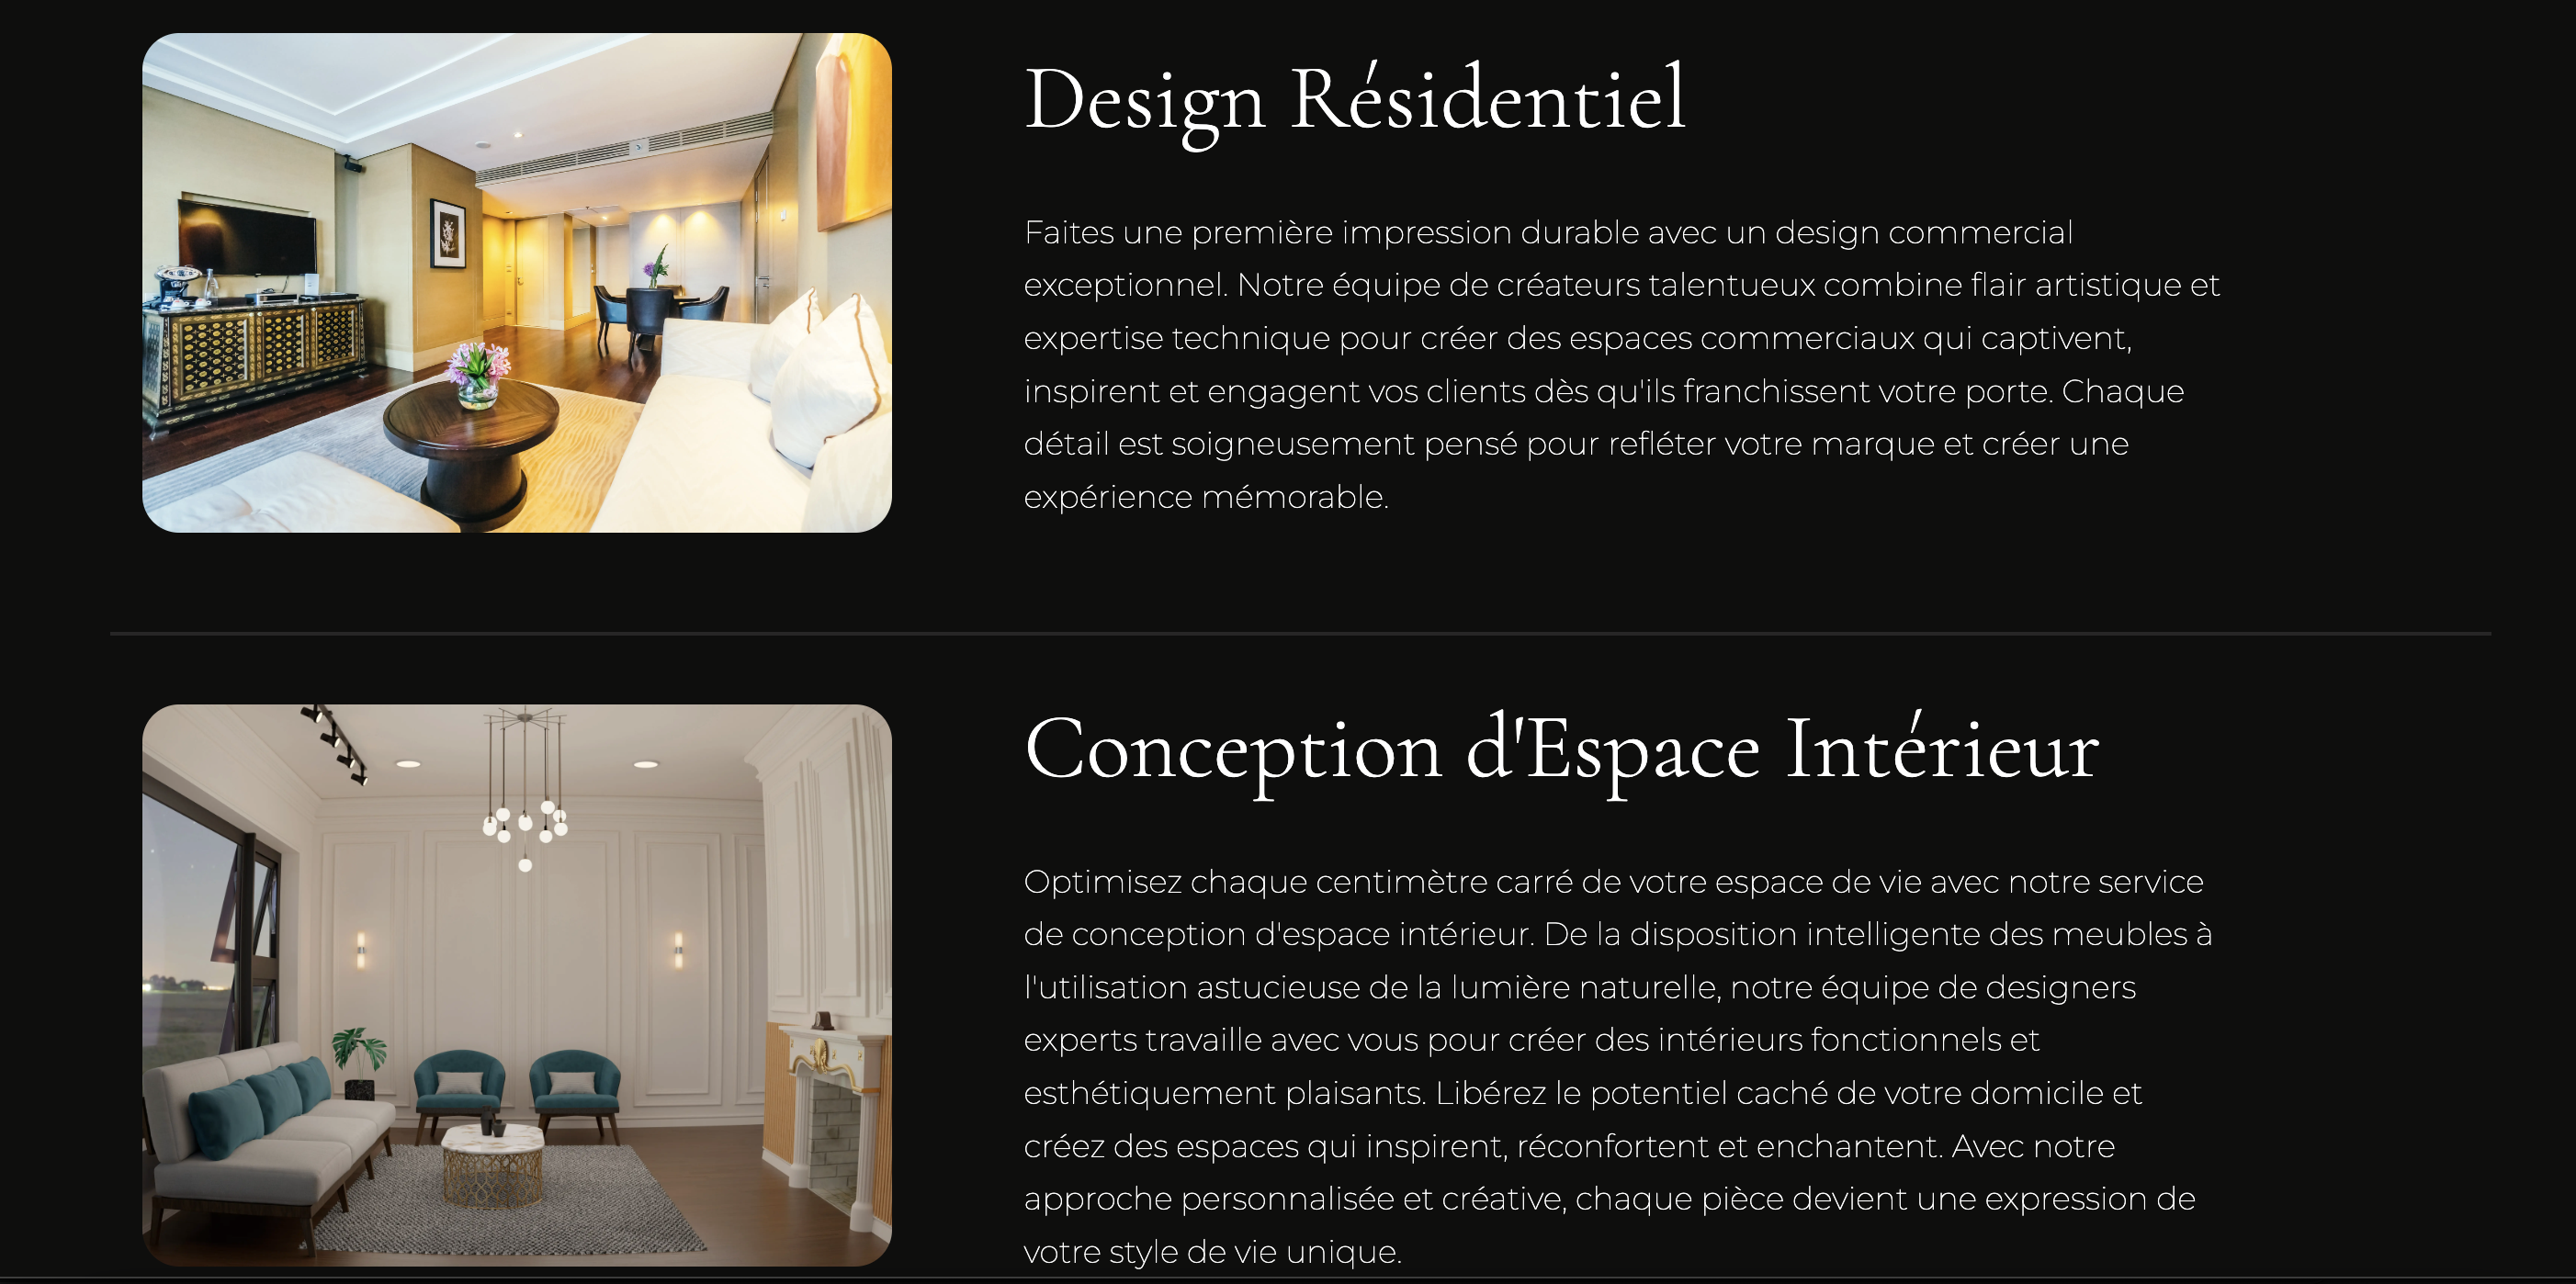 Design Résidentiel
Faites une première impression durable avec un design commercial
exceptionnel. Notre équipe de créateurs talentueux combine flair artistique et
expertise technique pour créer des espaces commerciaux qui captivent,
inspirent et engagent vos clients dès qu'ils franchissent votre porte. Chaque
détail est soigneusement pensé pour refléter votre marque et créer une
expérience mémorable.
Conception d'Espace Intérieur
Optimisez chaque centimètre carré de votre espace de vie avec notre service
de conception d'espace intérieur. De la disposition intelligente des meubles à
l'utilisation astucieuse de la lumière naturelle, notre équipe de designers
experts travaille avec vous pour créer des intérieurs fonctionnels et
esthétiquement plaisants. Libérez le potentiel caché de votre domicile et
créez des espaces qui inspirent, réconfortent et enchantent. Avec notre
approche personnalisée et créative, chaque pièce devient une expression de
votre style de vie unique.